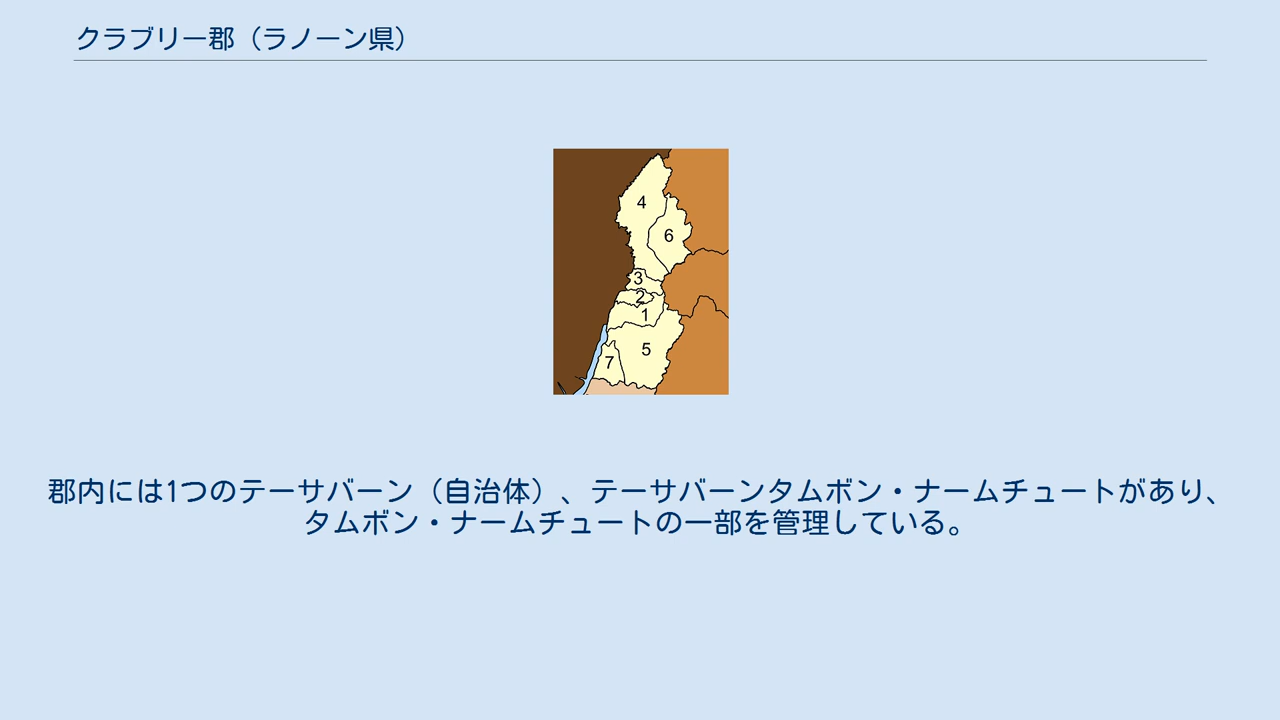 クラブリー郡（ラノーン県）
4
6
3
2
1
5
7
郡内には1つのテーサバーン（自治体）、テーサバーンタムボン・ナームチュートがあり、
タムボン・ナームチュートの一部を管理している。